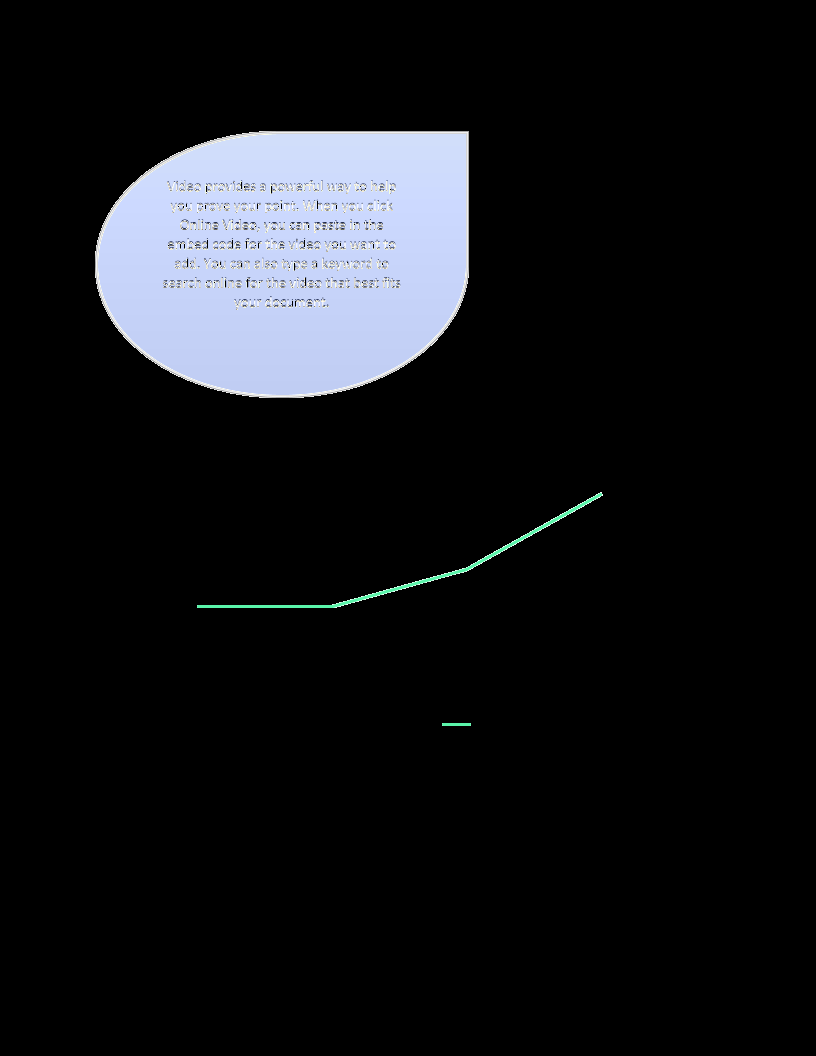 Video provides a powerful way to help
you prove your point. When you click
Online Video, you can paste in the
embed code for the video you want to
add. You can also type a keyword to
search online for the video that best fits
your document.